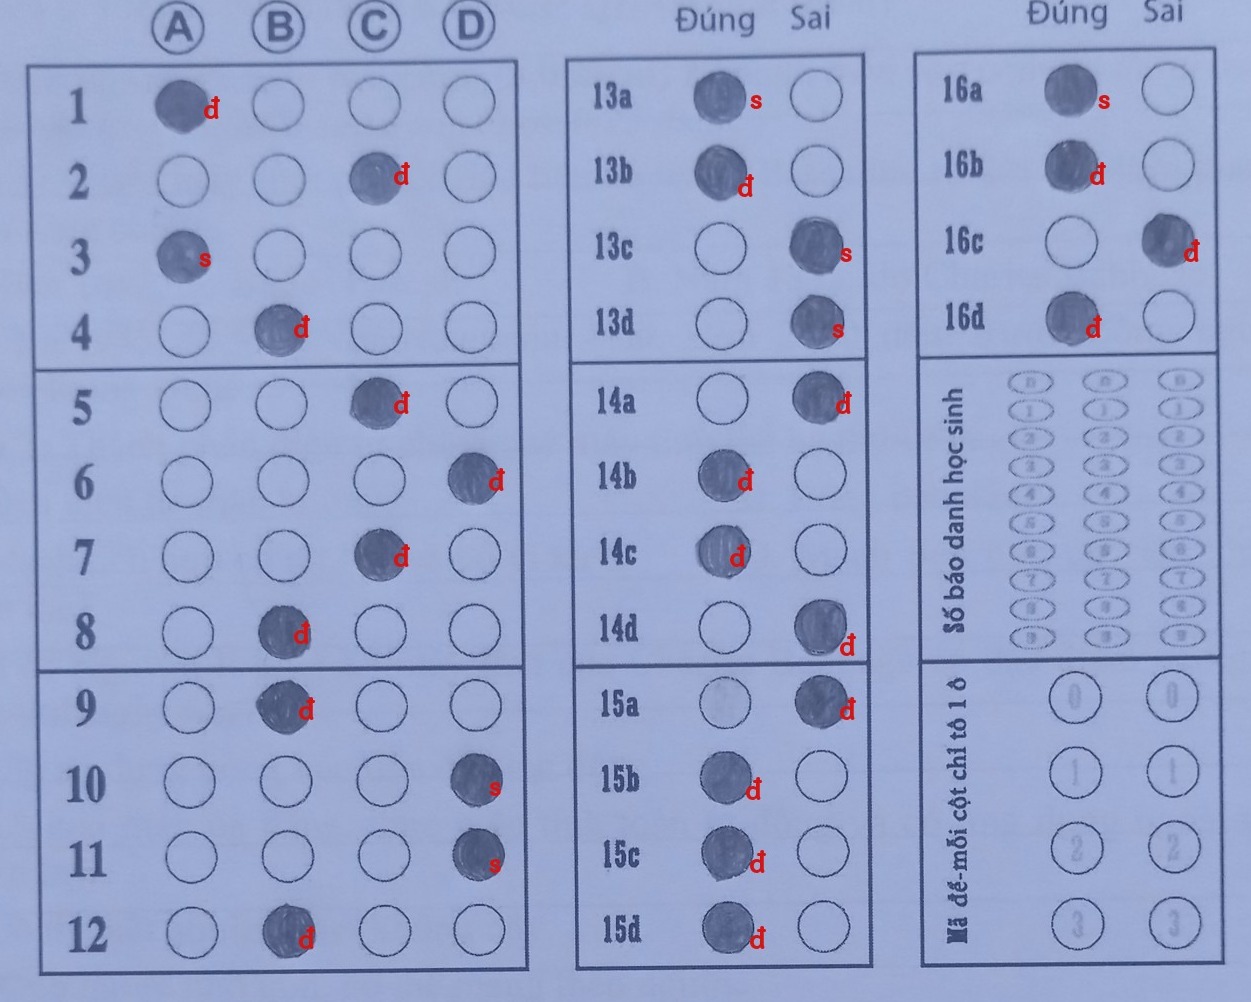 A B C D
1 đ
2 đ
3 s
4 đ
5 đ
6 đ
7 đ
8 đ
9 đ
10 s
11 s
12 đ
Đúng Sai
13a s
13b đ
13c s
13d s
14a đ
14b đ
14c đ
14d đ
15a đ
15b đ
15c đ
15d đ
Đúng Sai
16a s
16b đ
16c đ
16d đ
Số báo danh học sinh
Mã đề-mỗi cột chỉ tô 1 ô
0 0
1 1
2 2
3 3